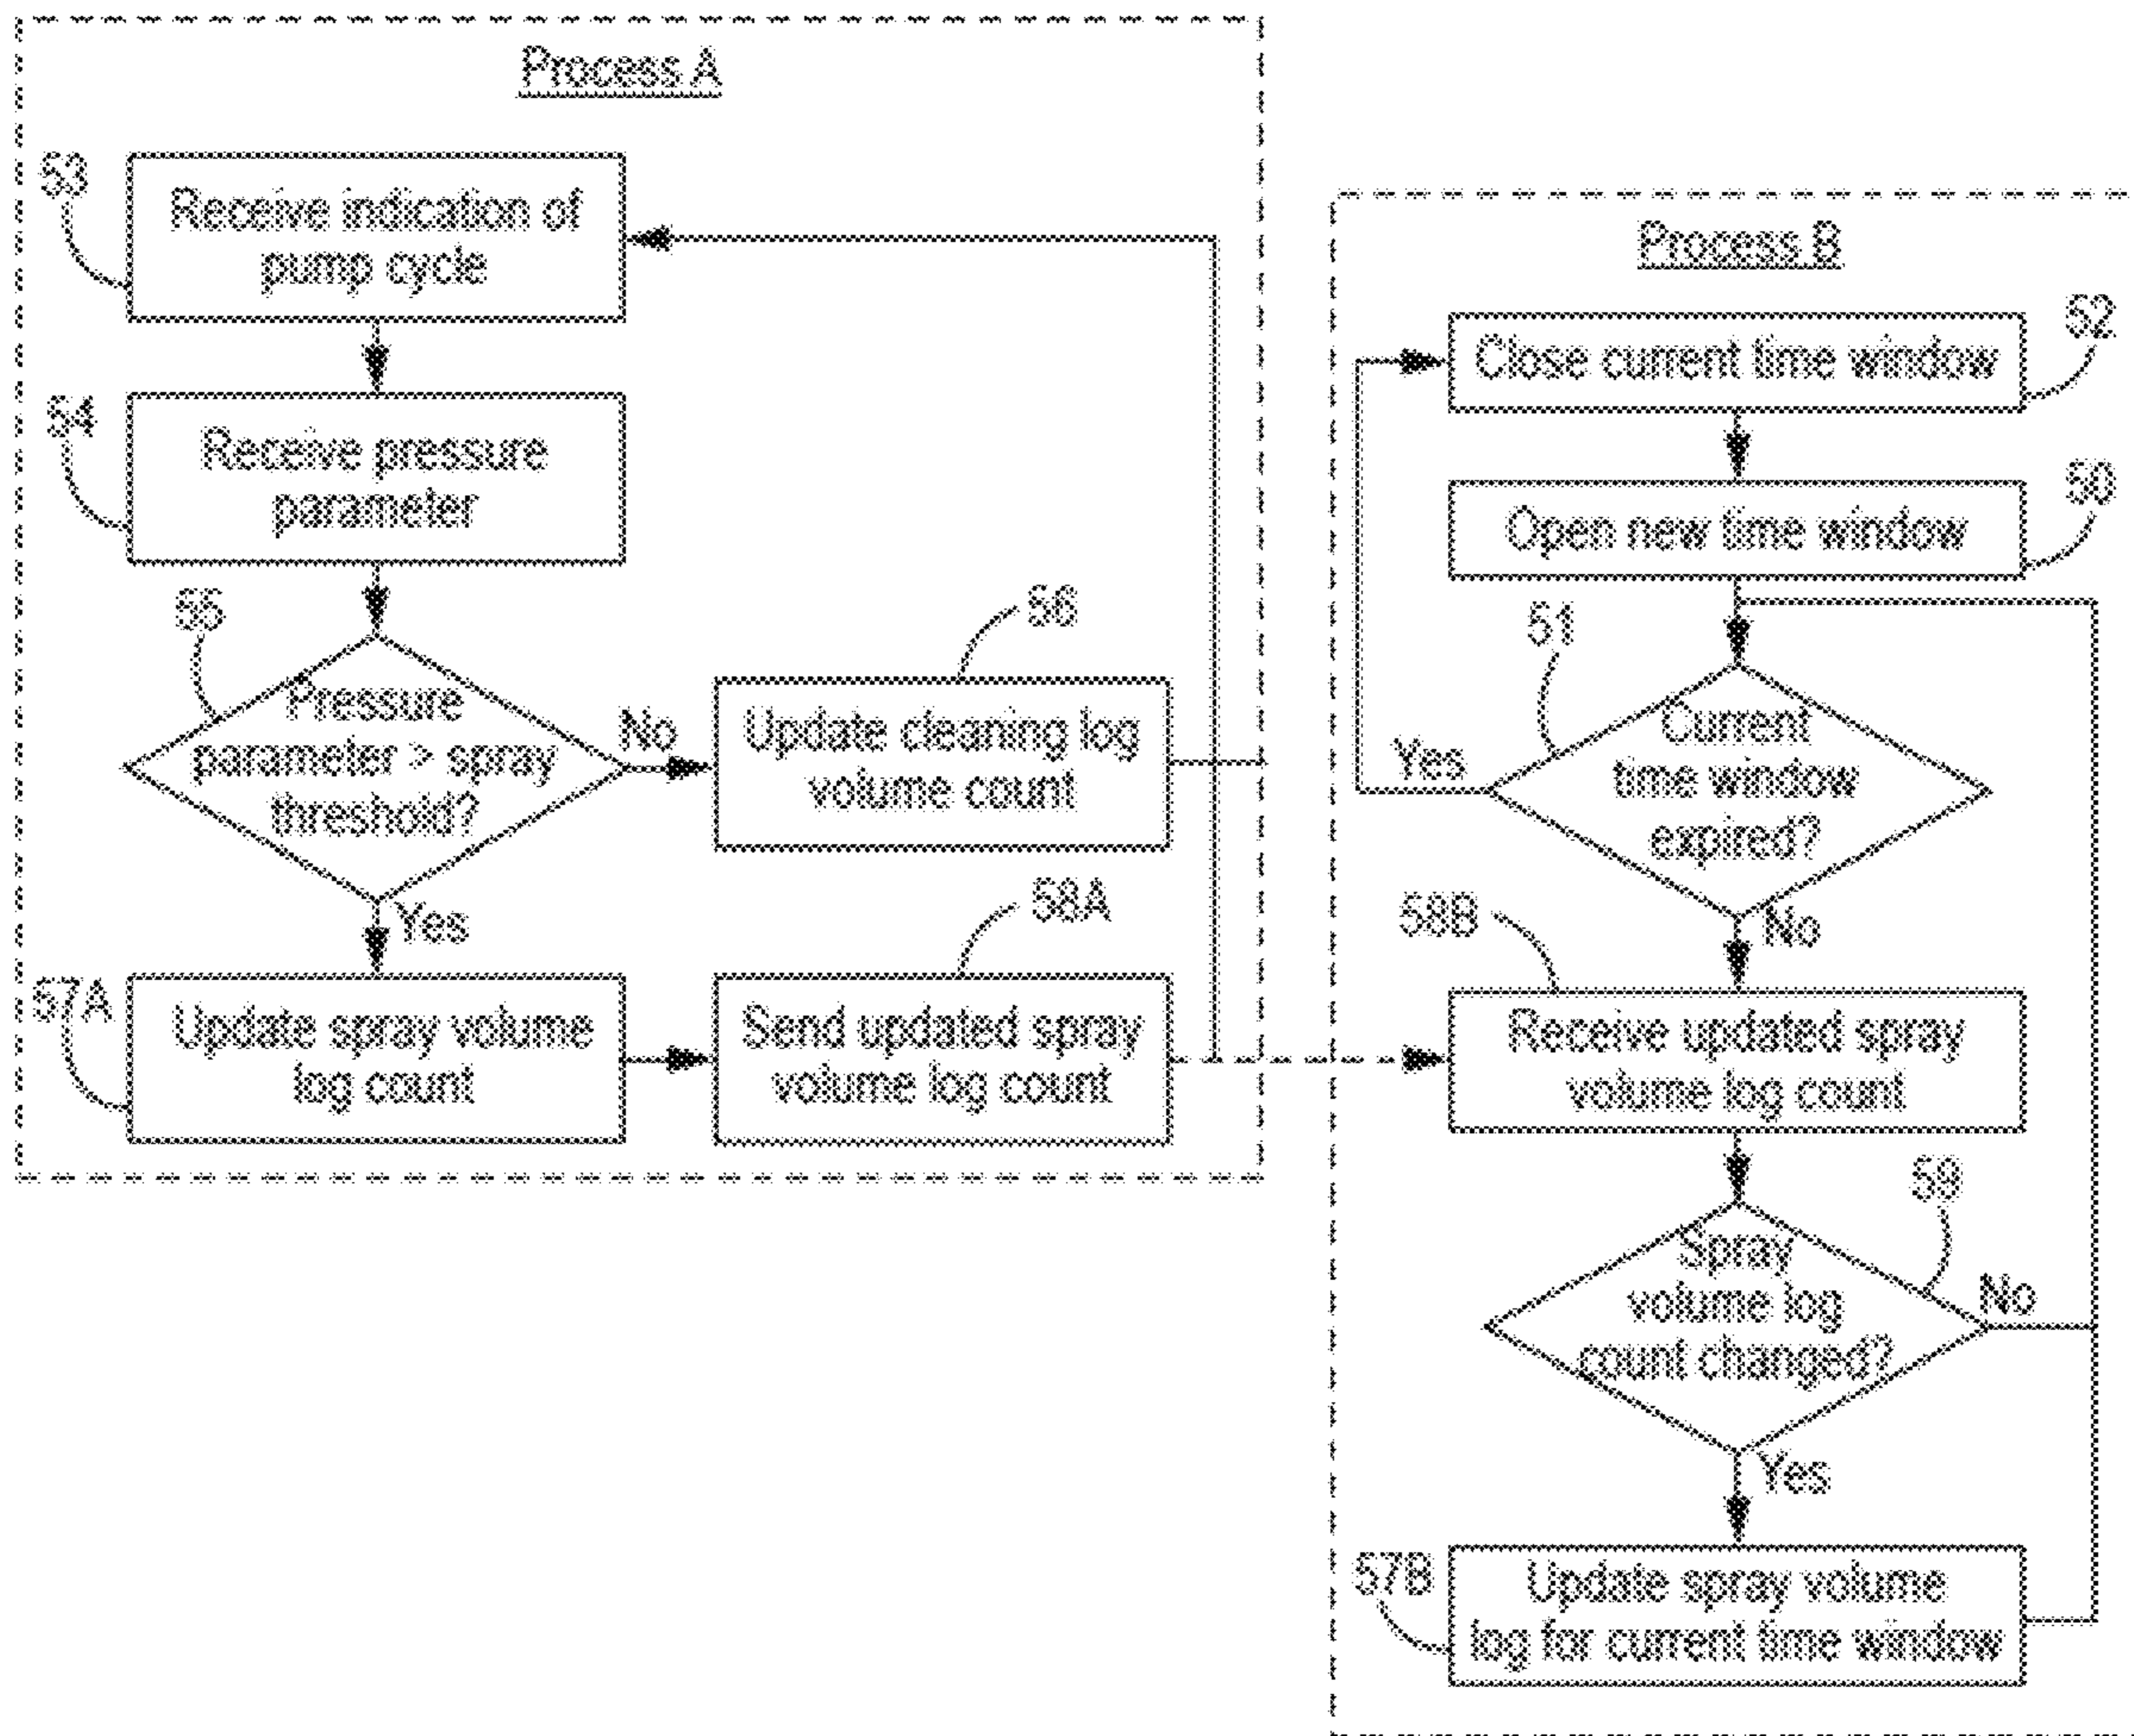 Process A
53
Receive indication of
pump cycle
54
Receive pressure
parameter
55
Pressure
parameter > spray
threshold?
No
56
Update cleaning log
volume count
Yes
57A
Update spray volume
log count
58A
Send updated spray
volume log count
Process B
52
Close current time window
50
Open new time window
51
Current
time window
expired?
Yes
No
58B
Receive updated spray
volume log count
59
Spray
volume log
count changed?
No
Yes
57B
Update spray volume
log for current time window